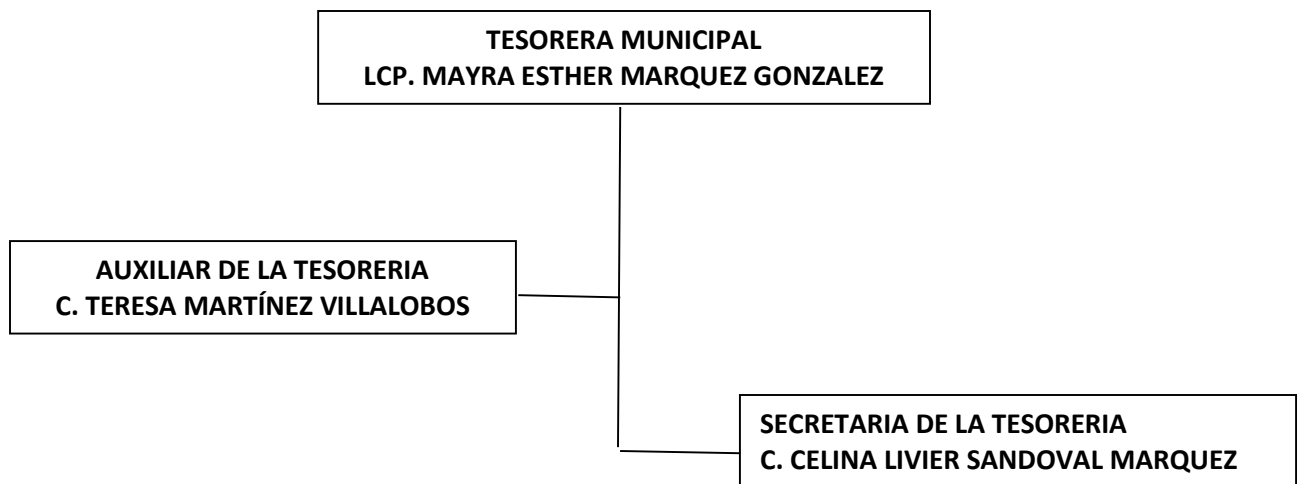 TESORERA MUNICIPAL
LCP. MAYRA ESTHER MARQUEZ GONZALEZ
AUXILIAR DE LA TESORERIA
C. TERESA MARTÍNEZ VILLALOBOS
SECRETARIA DE LA TESORERIA
C. CELINA LIVIER SANDOVAL MARQUEZ